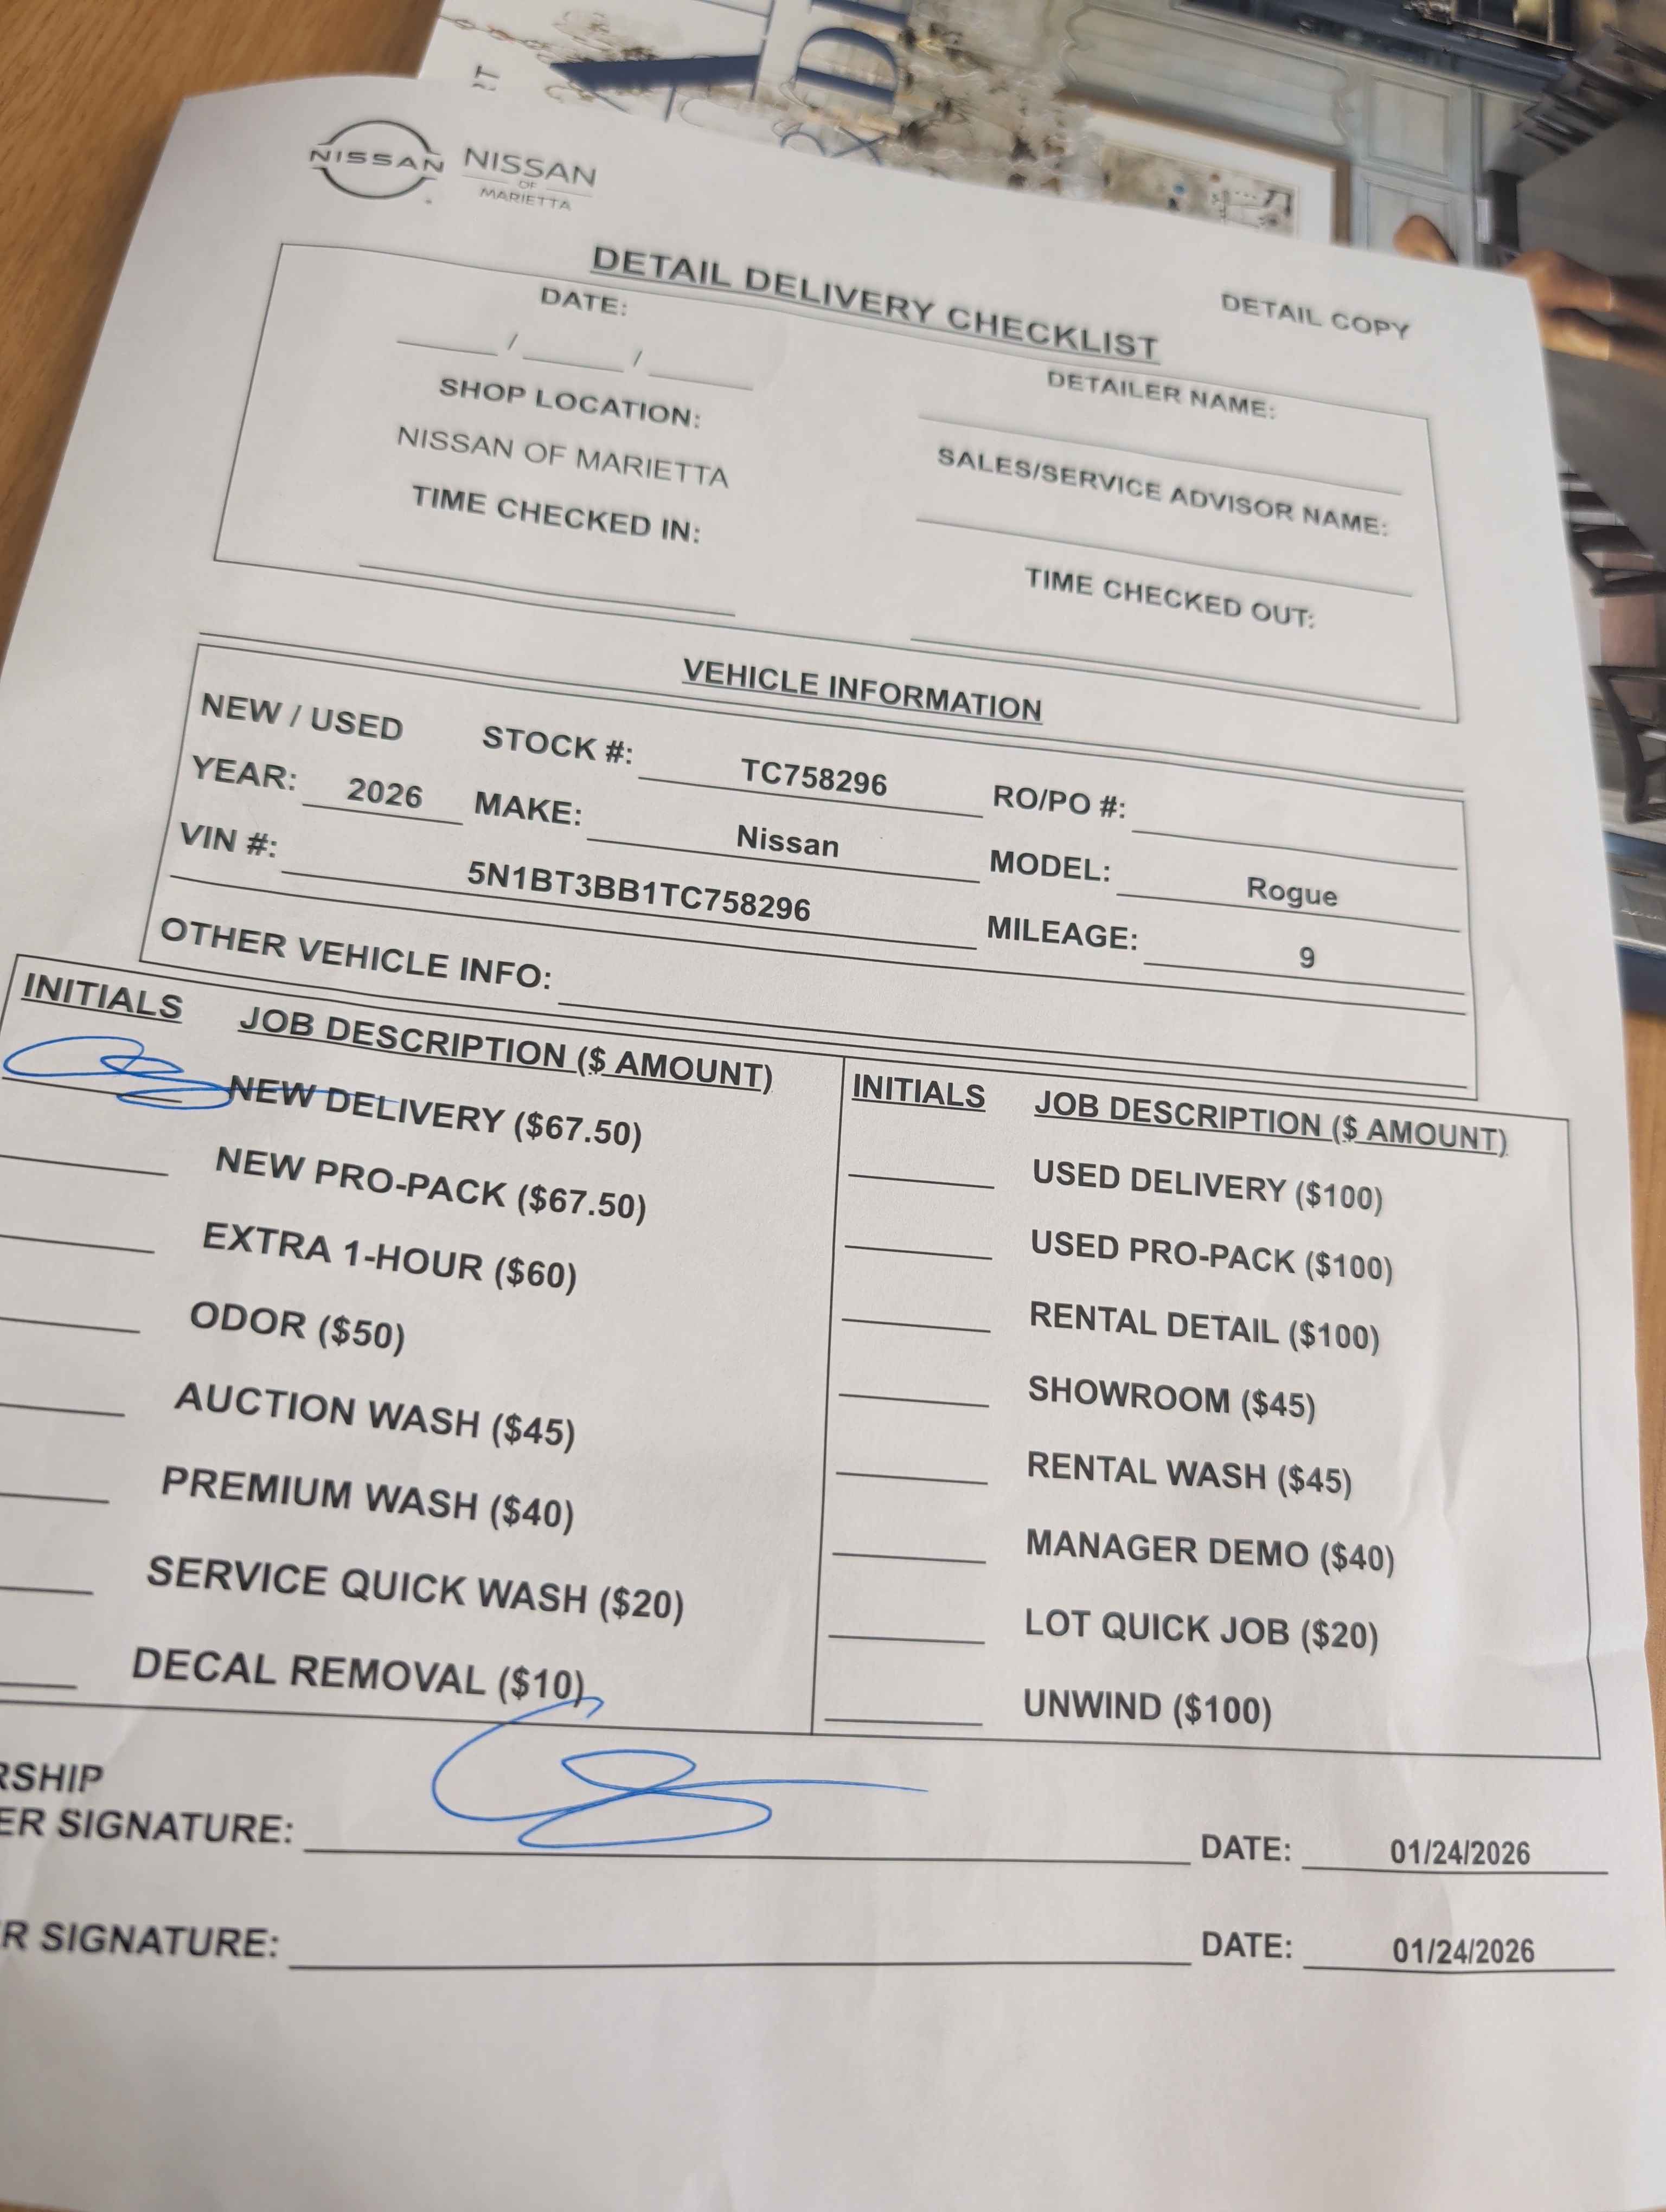 NISSAN
NISSAN
OF
MARIETTA
DETAIL DELIVERY CHECKLIST
DETAIL COPY
DATE:
____ / ____ / ____
DETAILER NAME:
SHOP LOCATION:
NISSAN OF MARIETTA
SALES/SERVICE ADVISOR NAME:
TIME CHECKED IN:
TIME CHECKED OUT:
VEHICLE INFORMATION
NEW / USED STOCK #: TC758296 RO/PO #:
YEAR: 2026 MAKE: Nissan MODEL: Rogue
VIN #: 5N1BT3BB1TC758296 MILEAGE: 9
OTHER VEHICLE INFO:
INITIALS JOB DESCRIPTION ($ AMOUNT)
NEW DELIVERY ($67.50)
NEW PRO-PACK ($67.50)
EXTRA 1-HOUR ($60)
ODOR ($50)
AUCTION WASH ($45)
PREMIUM WASH ($40)
SERVICE QUICK WASH ($20)
DECAL REMOVAL ($10)
INITIALS JOB DESCRIPTION ($ AMOUNT)
USED DELIVERY ($100)
USED PRO-PACK ($100)
RENTAL DETAIL ($100)
SHOWROOM ($45)
RENTAL WASH ($45)
MANAGER DEMO ($40)
LOT QUICK JOB ($20)
UNWIND ($100)
RSHIP
ER SIGNATURE: DATE: 01/24/2026
R SIGNATURE: DATE: 01/24/2026